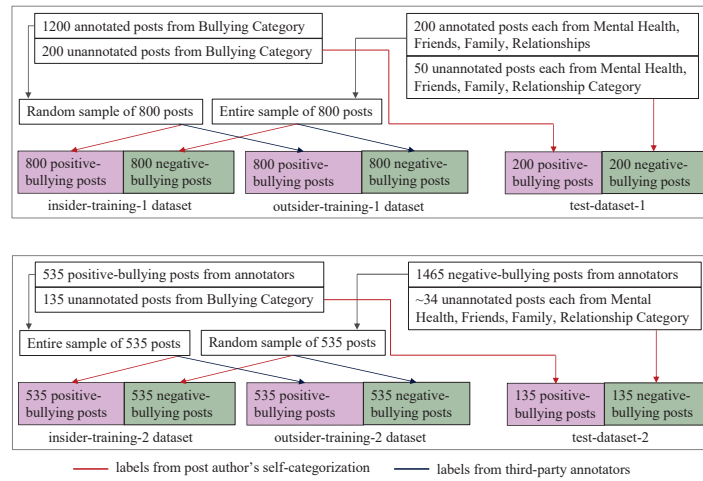 1200 annotated posts from Bullying Category
200 unannotated posts from Bullying Category
200 annotated posts each from Mental Health,
Friends, Family, Relationships
50 unannotated posts each from Mental Health,
Friends, Family, Relationship Category
Random sample of 800 posts
Entire sample of 800 posts
800 positive-
bullying posts
800 negative-
bullying posts
800 positive-
bullying posts
800 negative-
bullying posts
200 positive-
bullying posts
200 negative-
bullying posts
insider-training-1 dataset
outsider-training-1 dataset
test-dataset-1
535 positive-bullying posts from annotators
135 unannotated posts from Bullying Category
1465 negative-bullying posts from annotators
~34 unannotated posts each from Mental
Health, Friends, Family, Relationship Category
Entire sample of 535 posts
Random sample of 535 posts
535 positive-
bullying posts
535 negative-
bullying posts
535 positive-
bullying posts
535 negative-
bullying posts
135 positive-
bullying posts
135 negative-
bullying posts
insider-training-2 dataset
outsider-training-2 dataset
test-dataset-2
labels from post author's self-categorization
labels from third-party annotators